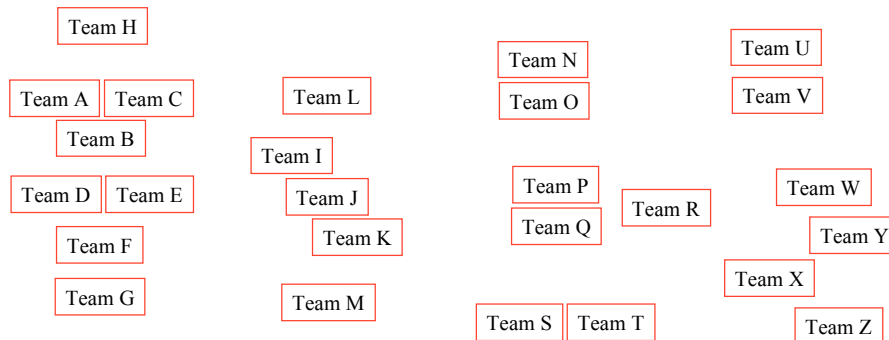 Team H
Team A
Team C
Team B
Team D
Team E
Team F
Team G
Team L
Team I
Team J
Team K
Team M
Team N
Team O
Team P
Team Q
Team R
Team S
Team T
Team U
Team V
Team W
Team Y
Team X
Team Z